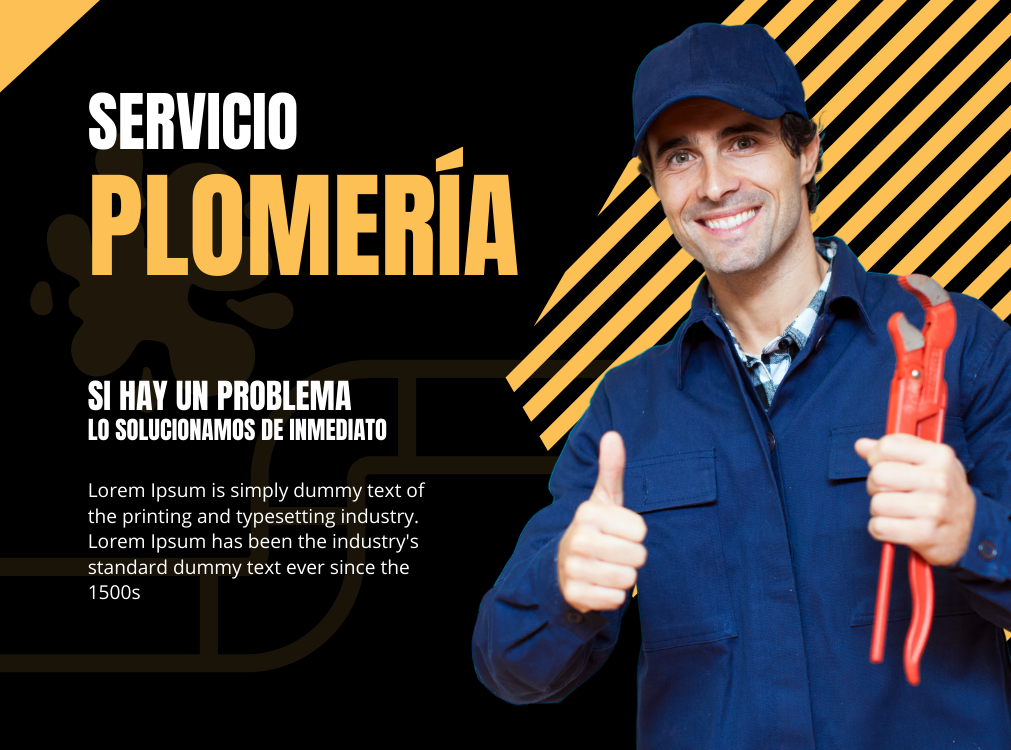 SERVICIO
PLOMERÍA
SI HAY UN PROBLEMA
LO SOLUCIONAMOS DE INMEDIATO
Lorem Ipsum is simply dummy text of
the printing and typesetting industry.
Lorem Ipsum has been the industry's
standard dummy text ever since the
1500s